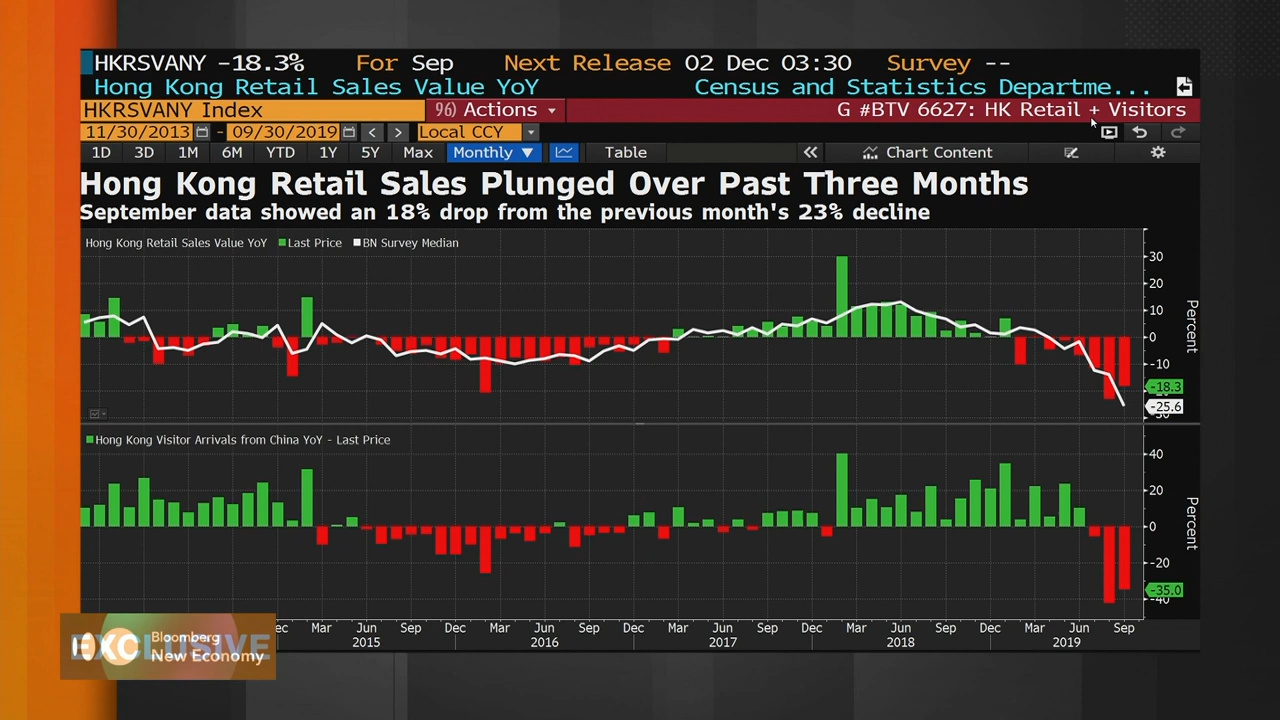 HKRSVANY -18.3% For Sep Next Release 02 Dec 03:30 Survey --
Hong Kong Retail Sales Value YoY Census and Statistics Departme...
HKRSVANY Index 96) Actions G #BTV 6627: HK Retail + Visitors
11/30/2013 - 09/30/2019 < > Local CCY
1D 3D 1M 6M YTD 1Y 5Y Max Monthly ▼ Table « Chart Content
Hong Kong Retail Sales Plunged Over Past Three Months
September data showed an 18% drop from the previous month's 23% decline
Hong Kong Retail Sales Value YoY Last Price BN Survey Median
30
20
10
0
-10
-18.3
-25.6
Percent
Hong Kong Visitor Arrivals from China YoY - Last Price
40
20
0
-20
-35.0
-40
Percent
Mar Jun Sep Dec Mar Jun Sep Dec Mar Jun Sep Dec Mar Jun Sep Dec Mar Jun Sep
2015 2016 2017 2018 2019
EXCLUSIVE
Bloomberg
New Economy